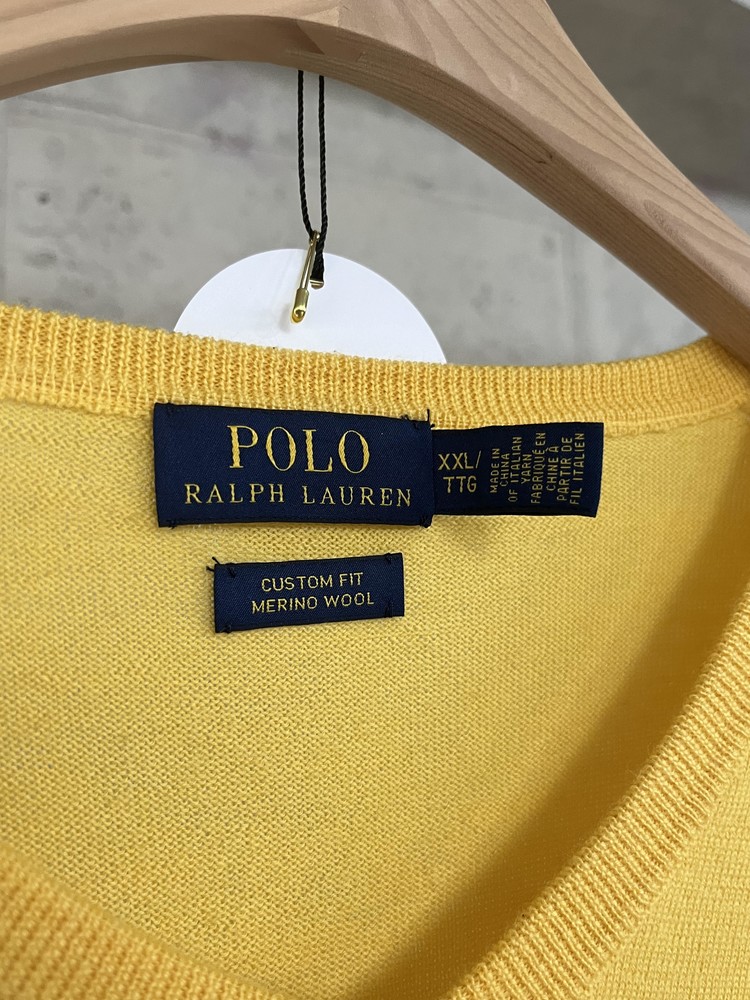 POLO
RALPH LAUREN
XXL/
TTG
MADE IN
CHINA
OF ITALIAN
YARN
FABRIQUÉ EN
CHINE À
PARTIR DE
FIL ITALIEN
CUSTOM FIT
MERINO WOOL